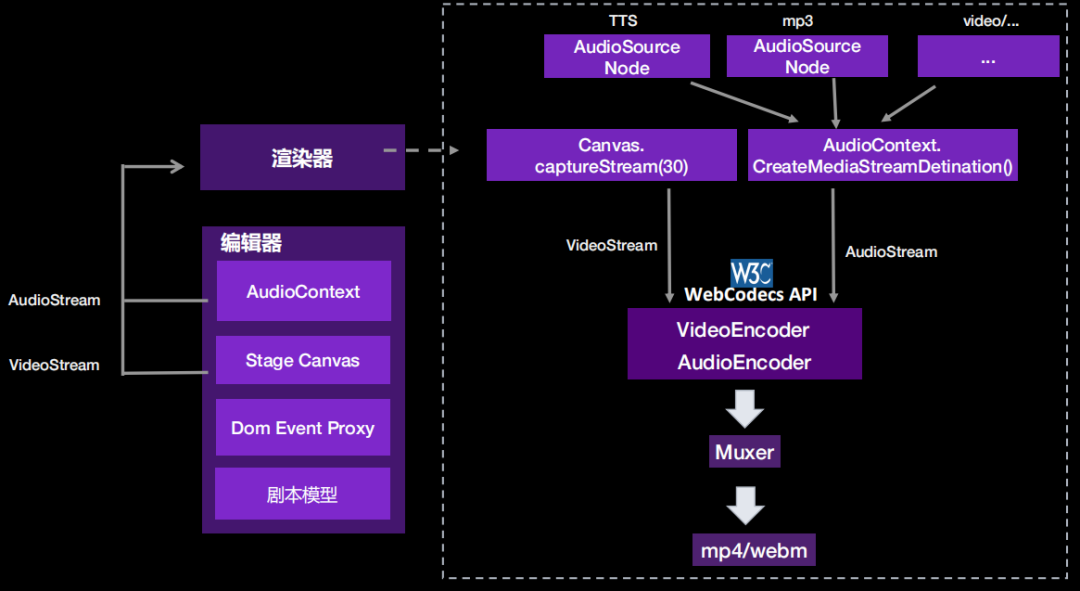 渲染器
编辑器
AudioContext
Stage Canvas
Dom Event Proxy
剧本模型
AudioStream
VideoStream
TTS
AudioSource
Node
mp3
AudioSource
Node
video/...
...
Canvas.
captureStream(30)
AudioContext.
CreateMediaStreamDetination()
VideoStream
AudioStream
W3C
WebCodecs API
VideoEncoder
AudioEncoder
Muxer
mp4/webm